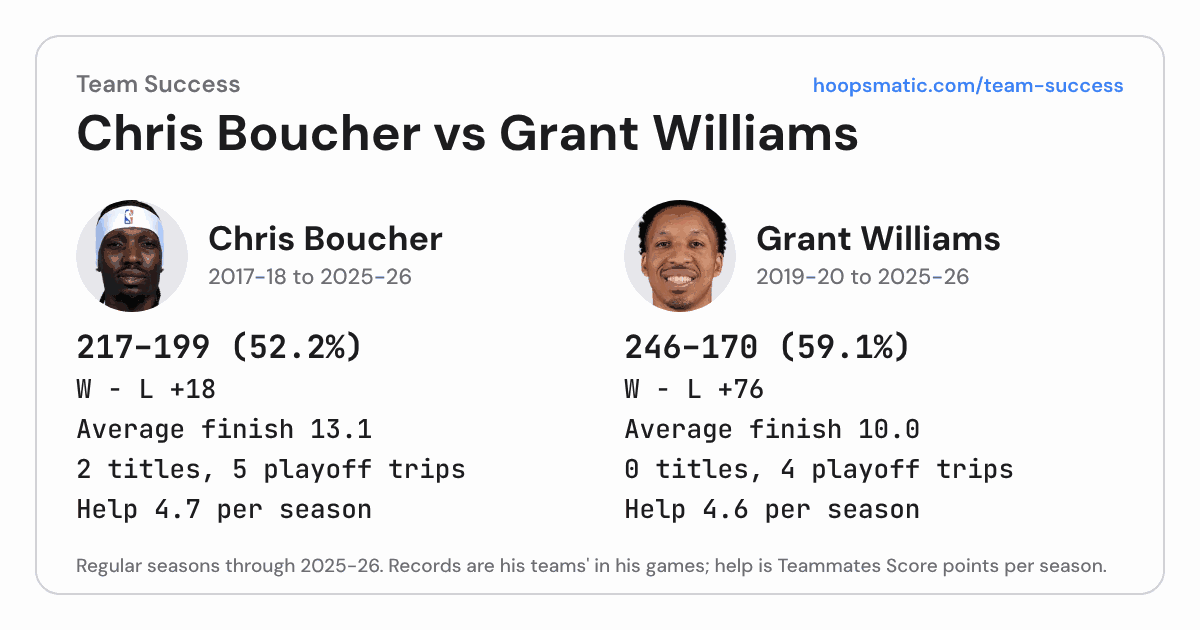 Team Success
hoopsmatic.com/team-success
Chris Boucher vs Grant Williams
Chris Boucher
2017-18 to 2025-26
217-199 (52.2%)
W - L +18
Average finish 13.1
2 titles, 5 playoff trips
Help 4.7 per season
Grant Williams
2019-20 to 2025-26
246-170 (59.1%)
W - L +76
Average finish 10.0
0 titles, 4 playoff trips
Help 4.6 per season
Regular seasons through 2025-26. Records are his teams' in his games; help is Teammates Score points per season.